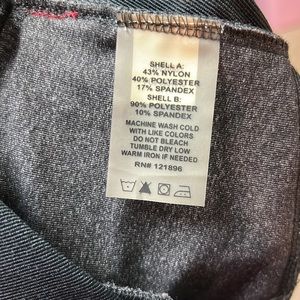 SHELL A:
43% NYLON
40% POLYESTER
17% SPANDEX
SHELL B:
90% POLYESTER
10% SPANDEX
MACHINE WASH COLD
WITH LIKE COLORS
DO NOT BLEACH
TUMBLE DRY LOW
WARM IRON IF NEEDED
RN# 121896